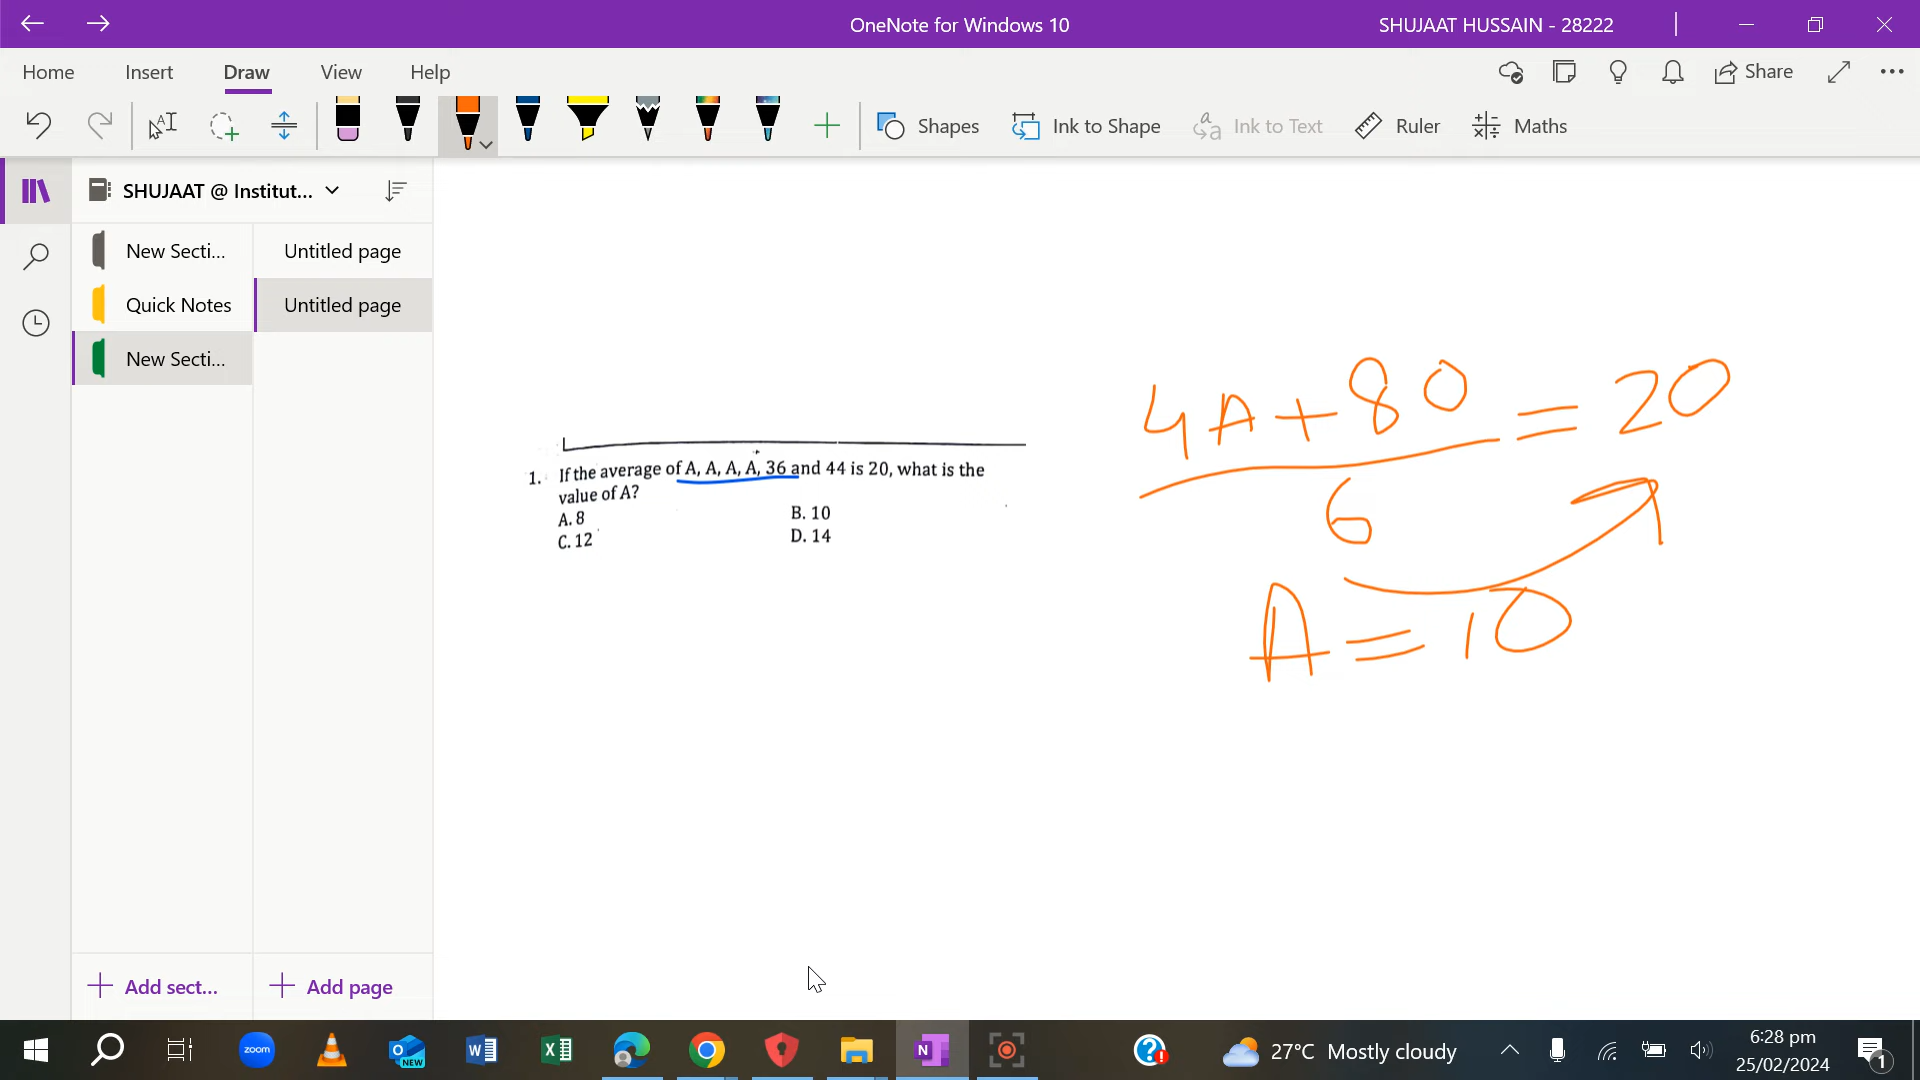 OneNote for Windows 10
SHUJAAT HUSSAIN - 28222
Home Insert Draw View Help
Share
Shapes Ink to Shape Ink to Text Ruler Maths
SHUJAAT @ Institut...
New Secti...
Quick Notes
New Secti...
Untitled page
Untitled page
1. If the average of A, A, A, A, 36 and 44 is 20, what is the
value of A?
A. 8 B. 10
C. 12 D. 14
4A+80 = 20
6
A = 10
Add sect... Add page
zoom
NEW
27°C Mostly cloudy
6:28 pm
25/02/2024
1